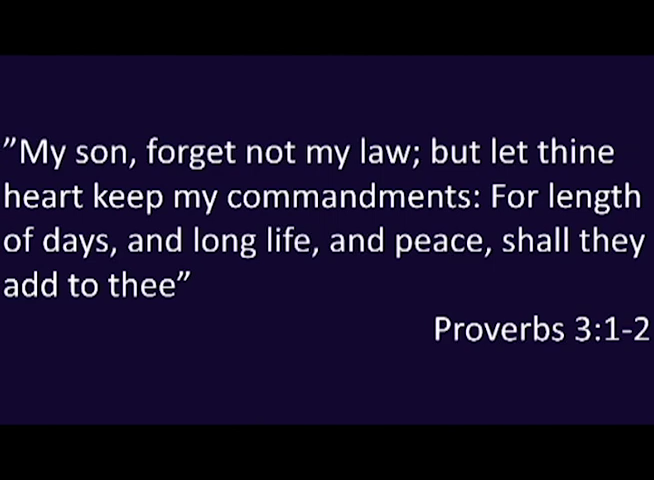 ”My son, forget not my law; but let thine
heart keep my commandments: For length
of days, and long life, and peace, shall they
add to thee”
Proverbs 3:1-2